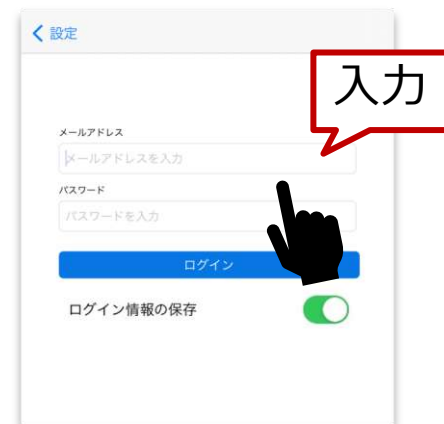 設定
入力
メールアドレス
メールアドレスを入力
パスワード
パスワードを入力
ログイン
ログイン情報の保存